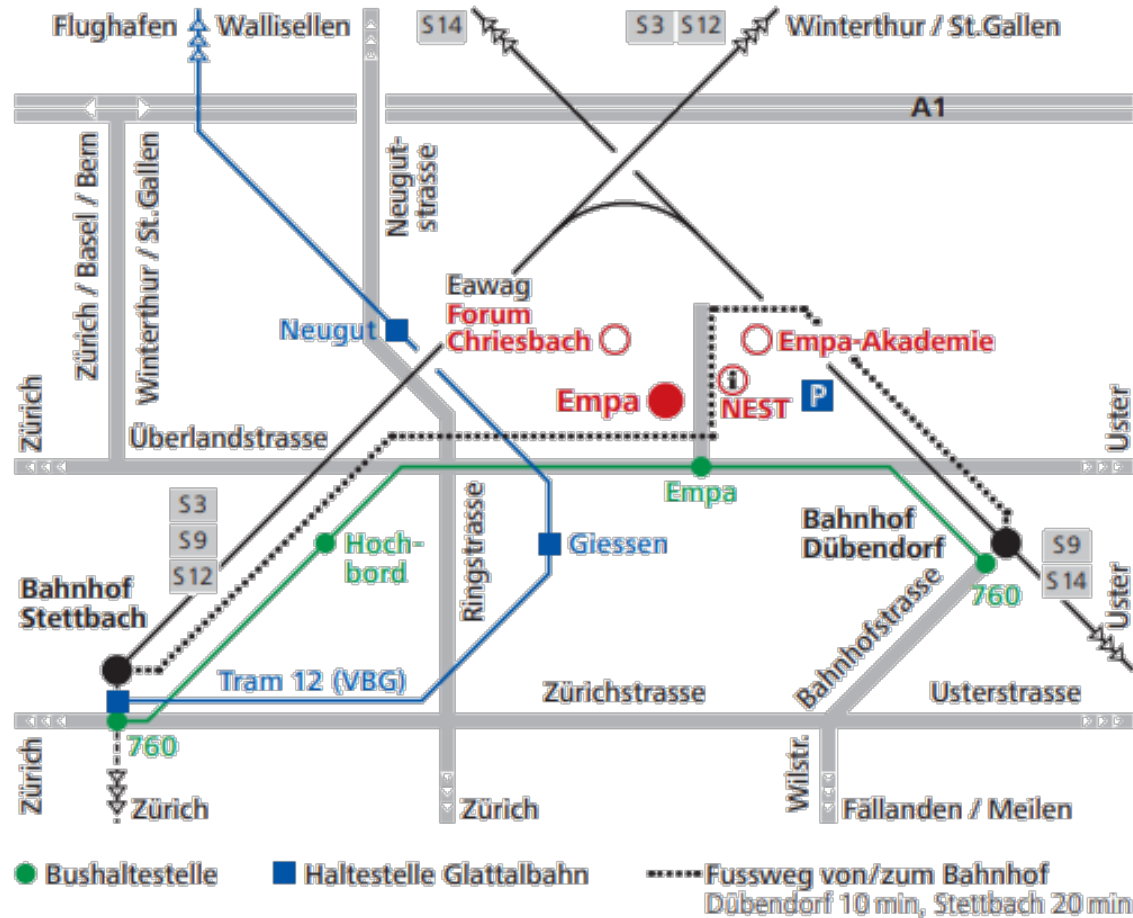 Flughafen
Wallisellen
S14
S3
S12
Winterthur / St.Gallen
A1
Zürich / Basel / Bern
Winterthur / St.Gallen
Neugut-
strasse
Eawag
Forum
Chriesbach
Neugut
Empa-Akademie
Empa
NEST
P
Zürich
Überlandstrasse
Uster
Empa
S3
S9
S12
Hoch-
bord
Ringstrasse
Giessen
Bahnhof
Dübendorf
S9
S14
760
Bahnhof
Stettbach
Uster
Tram 12 (VBG)
Zürichstrasse
Bahnhofstrasse
Usterstrasse
760
Zürich
Zürich
Zürich
Wilstr.
Fällanden / Meilen
Bushaltestelle
Haltestelle Glattalbahn
Fussweg von/zum Bahnhof
Dübendorf 10 min, Stettbach 20 min